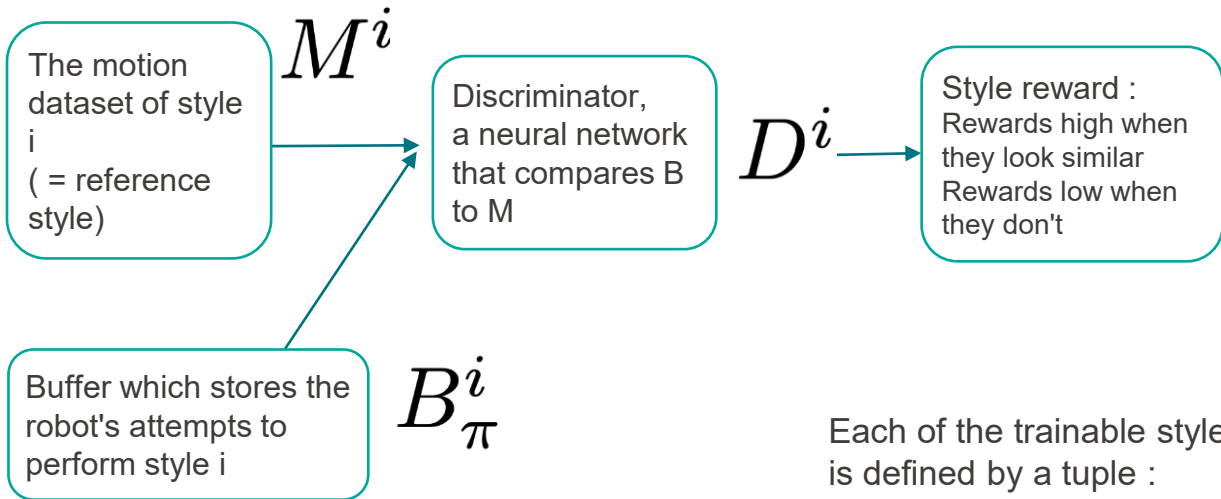 The motion
dataset of style
i
( = reference
style)
M^i
Discriminator,
a neural network
that compares B
to M
D^i
Style reward :
Rewards high when
they look similar
Rewards low when
they don't
Buffer which stores the
robot's attempts to
perform style i
B^i_π
Each of the trainable style
is defined by a tuple :